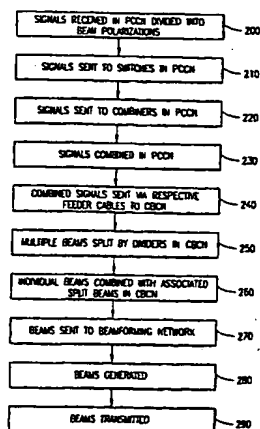 SIGNALS RECEIVED IN PCCN DIVIDED INTO
BEAM POLARIZATIONS
200
SIGNALS SENT TO SWITCHES IN PCCN
210
SIGNALS SENT TO COMBINERS IN PCCN
220
SIGNALS COMBINED IN PCCN
230
COMBINED SIGNALS SENT VIA RESPECTIVE
FEEDER CABLES TO CBCN
240
MULTIPLE BEAMS SPLIT BY DIVIDERS IN CBCN
250
INDIVIDUAL BEAMS COMBINED WITH ASSOCIATED
SPLIT BEAMS IN CBCN
260
BEAMS SENT TO BEAMFORMING NETWORK
270
BEAMS GENERATED
280
BEAMS TRANSMITTED
290